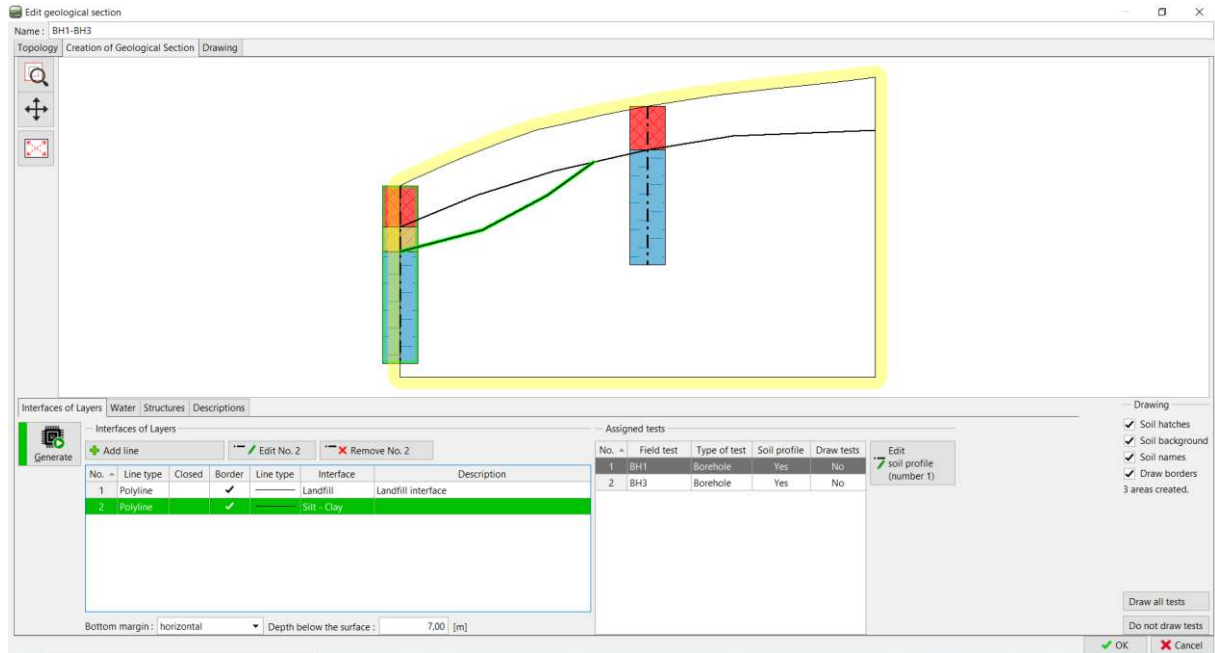 Edit geological section
Name : BH1-BH3
Topology Creation of Geological Section Drawing
Interfaces of Layers Water Structures Descriptions
Generate
Interfaces of Layers
Add line Edit No. 2 Remove No. 2
No. Line type Closed Border Line type Interface Description
1 Polyline Landfill Landfill interface
2 Polyline Silt - Clay
Bottom margin : horizontal Depth below the surface : 7,00 [m]
Assigned tests
No. Field test Type of test Soil profile Draw tests
1 BH1 Borehole Yes No
2 BH3 Borehole Yes No
Edit
soil profile
(number 1)
Drawing
Soil hatches
Soil background
Soil names
Draw borders
3 areas created.
Draw all tests
Do not draw tests
OK Cancel